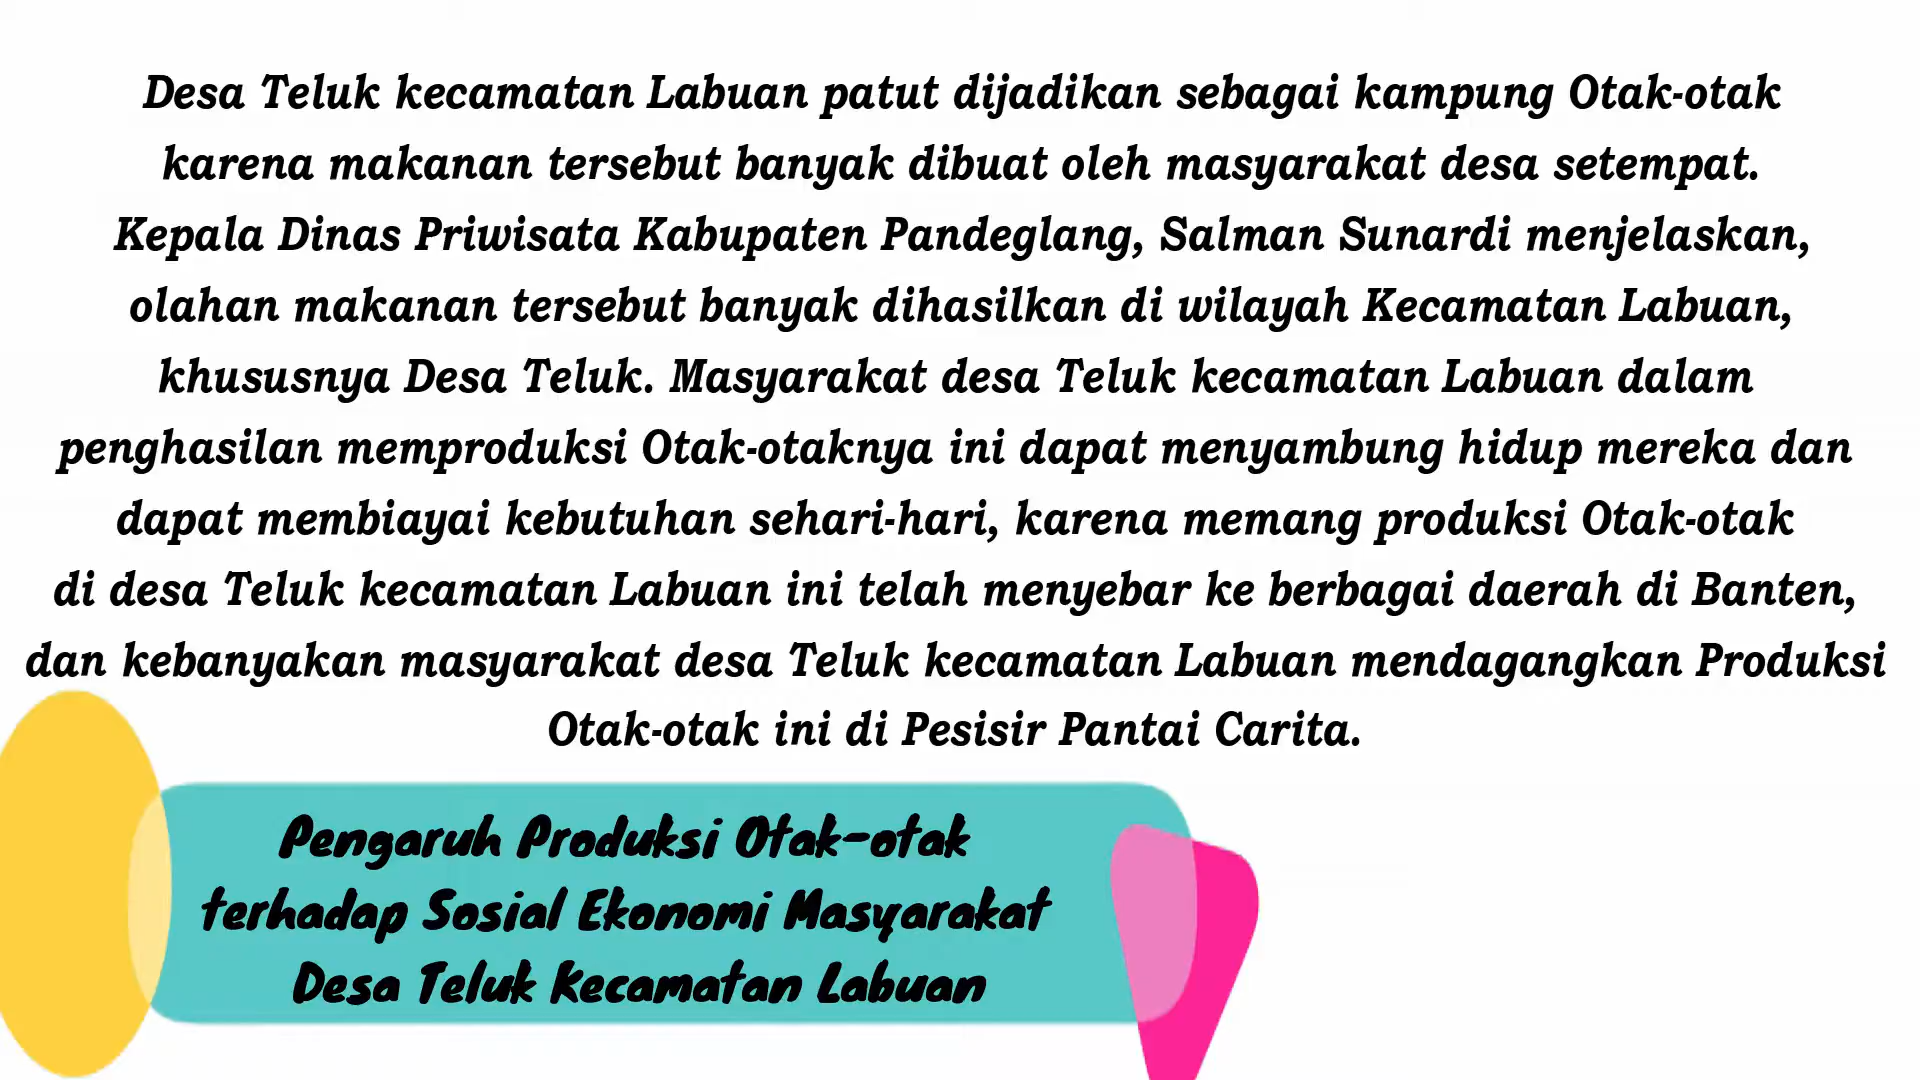 Desa Teluk kecamatan Labuan patut dijadikan sebagai kampung Otak-otak
karena makanan tersebut banyak dibuat oleh masyarakat desa setempat.
Kepala Dinas Priwisata Kabupaten Pandeglang, Salman Sunardi menjelaskan,
olahan makanan tersebut banyak dihasilkan di wilayah Kecamatan Labuan,
khususnya Desa Teluk. Masyarakat desa Teluk kecamatan Labuan dalam
penghasilan memproduksi Otak-otaknya ini dapat menyambung hidup mereka dan
dapat membiayai kebutuhan sehari-hari, karena memang produksi Otak-otak
di desa Teluk kecamatan Labuan ini telah menyebar ke berbagai daerah di Banten,
dan kebanyakan masyarakat desa Teluk kecamatan Labuan mendagangkan Produksi
Otak-otak ini di Pesisir Pantai Carita.
Pengaruh Produksi Otak-otak
terhadap Sosial Ekonomi Masyarakat
Desa Teluk Kecamatan Labuan